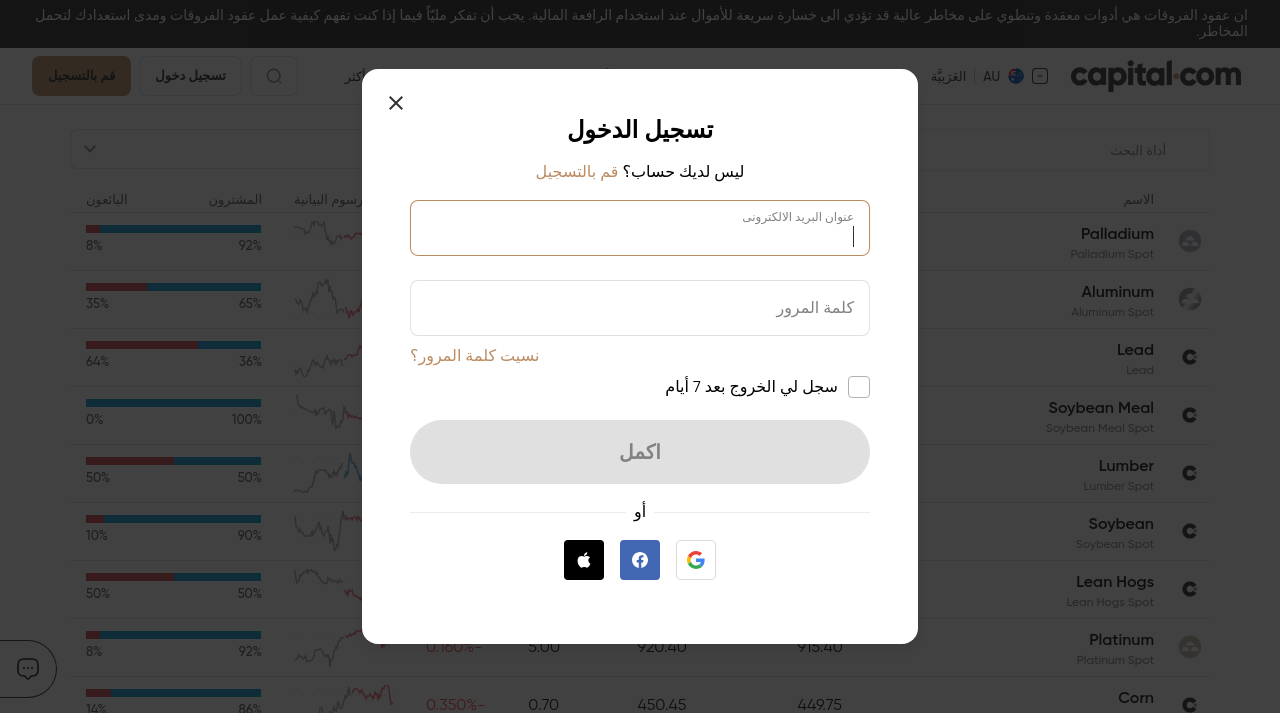 ان عقود الفروقات هي أدوات معقدة وتنطوي على مخاطر عالية قد تؤدي الى خسارة سريعة للأموال عند استخدام الرافعة المالية. يجب أن تفكر مليّاً فيما إذا كنت تفهم كيفية عمل عقود الفروقات ومدى استعدادك لتحمل
المخاطر.
capital.com
AU
العَرَبِيَّة
تسجيل دخول
قم بالتسجيل
أداة البحث
الاسم
المشترون
البائعون
Palladium
Palladium Spot
92%
8%
Aluminum
Aluminum Spot
65%
35%
Lead
Lead
36%
64%
Soybean Meal
Soybean Meal Spot
100%
0%
Lumber
Lumber Spot
50%
50%
Soybean
Soybean Spot
90%
10%
Lean Hogs
Lean Hogs Spot
50%
50%
Platinum
Platinum Spot
915.40
920.40
5.00
-0.160%
92%
8%
Corn
449.75
450.45
0.70
-0.350%
86%
14%
تسجيل الدخول
ليس لديك حساب؟ قم بالتسجيل
عنوان البريد الالكترونى
كلمة المرور
نسيت كلمة المرور؟
سجل لي الخروج بعد 7 أيام
اكمل
أو